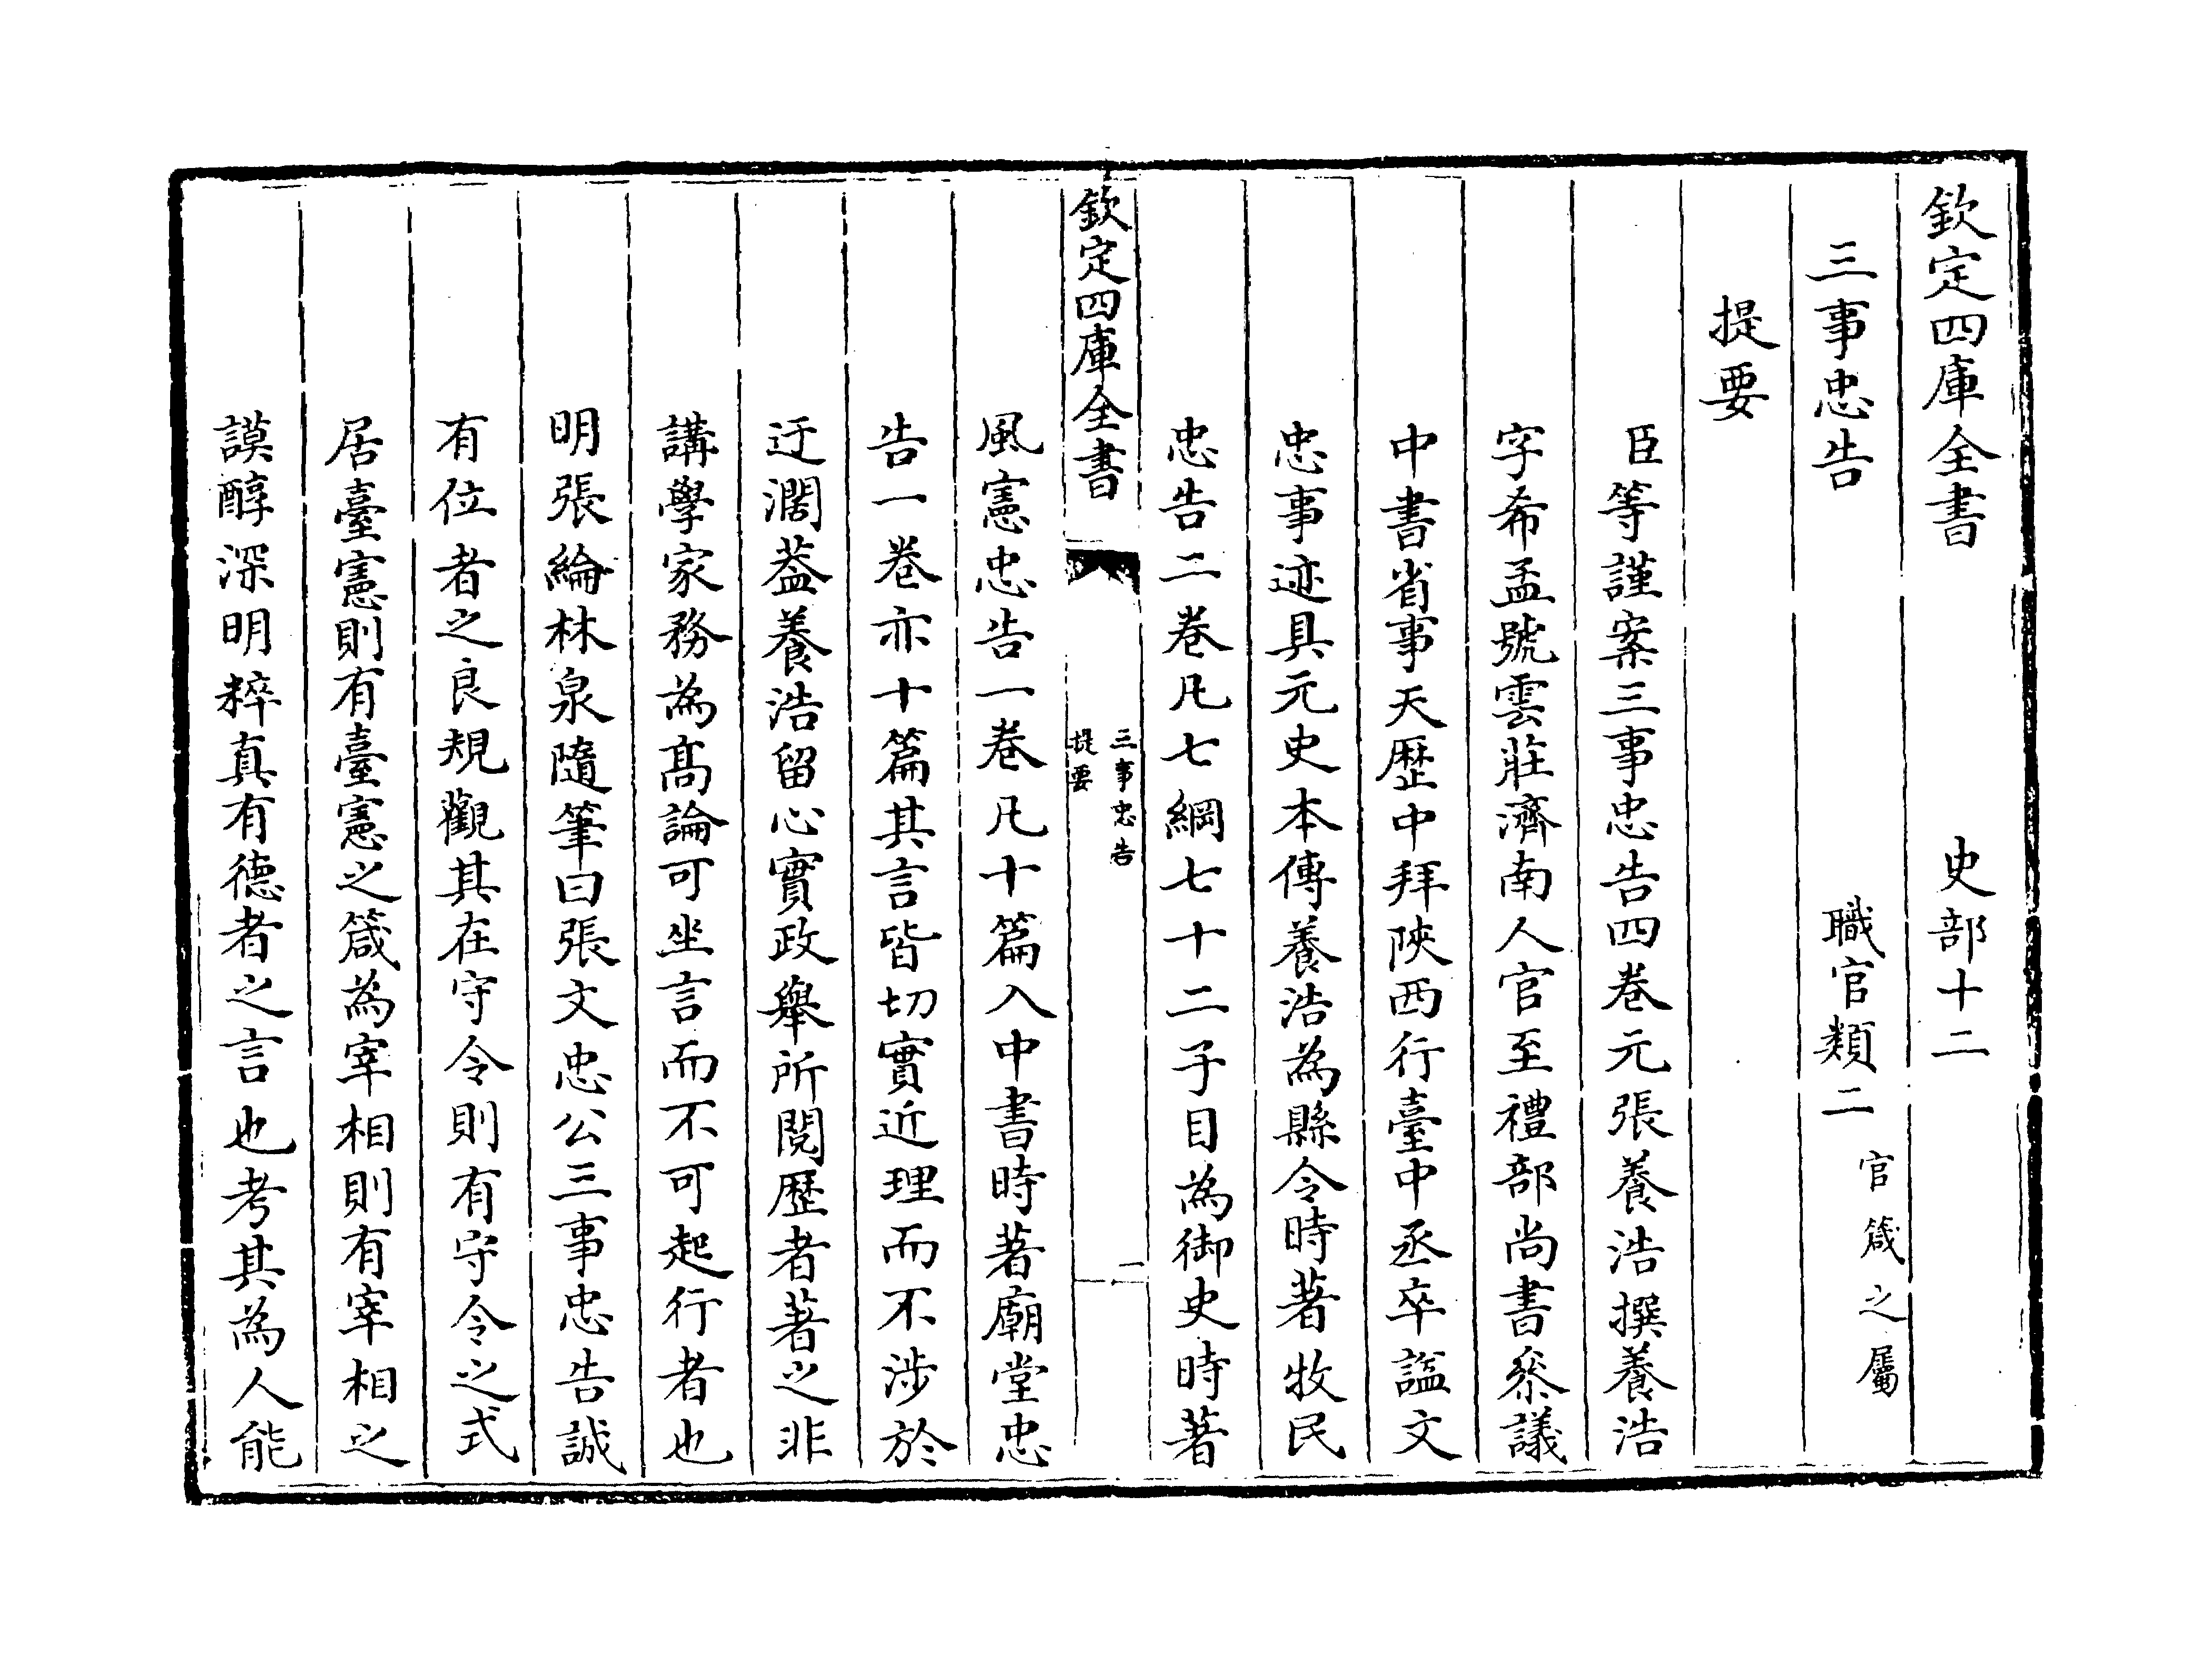 欽定四庫全書　史部十二
三事忠告　職官類二官箴之屬
提要
臣等謹案三事忠告四卷元張養浩撰養浩
字希孟號雲莊濟南人官至禮部尚書叅議
中書省事天歴中拜陜西行臺中丞卒諡文
忠事迹具元史本傳養浩為縣令時著牧民
忠告二卷凡七綱七十二子目為御史時著
欽定四庫全書　三事忠告提要　一
風憲忠告一卷凡十篇入中書時著廟堂忠
告一卷亦十篇其言皆切實近理而不涉於
迂濶葢養浩留心實政舉所閱歴者著之非
講學家務為髙論可坐言而不可起行者也
明張綸林泉隨筆曰張文忠公三事忠告誠
有位者之良規觀其在守令則有守令之式
居臺憲則有臺憲之箴為宰相則有宰相之
謨醇深明粹真有德者之言也考其為人能